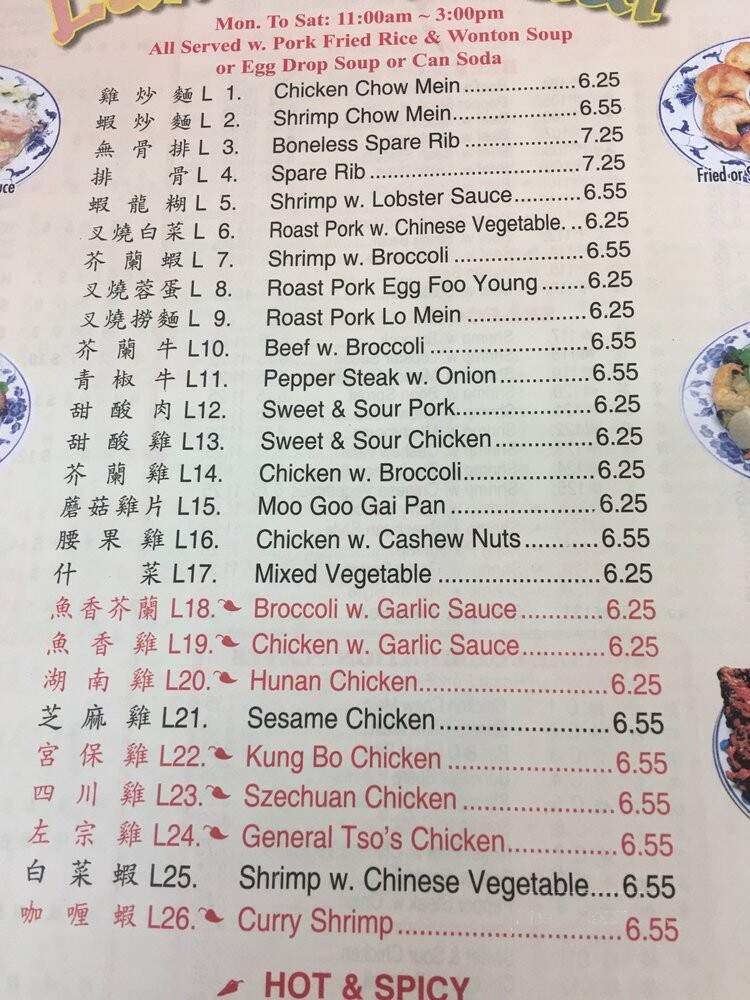 Mon. To Sat: 11:00am ~ 3:00pm
All Served w. Pork Fried Rice & Wonton Soup
or Egg Drop Soup or Can Soda
雞炒麵 L 1. Chicken Chow Mein....................6.25
蝦炒麵 L 2. Shrimp Chow Mein......................6.55
無骨排 L 3. Boneless Spare Rib....................7.25
排骨 L 4. Spare Rib....................................7.25
蝦龍糊 L 5. Shrimp w. Lobster Sauce............6.55
叉燒白菜 L 6. Roast Pork w. Chinese Vegetable. ..6.25
芥蘭蝦 L 7. Shrimp w. Broccoli......................6.55
叉燒蓉蛋 L 8. Roast Pork Egg Foo Young.......6.25
叉燒撈麵 L 9. Roast Pork Lo Mein..................6.25
芥蘭牛 L10. Beef w. Broccoli.........................6.55
青椒牛 L11. Pepper Steak w. Onion..............6.55
甜酸肉 L12. Sweet & Sour Pork.....................6.25
甜酸雞 L13. Sweet & Sour Chicken...............6.25
芥蘭雞 L14. Chicken w. Broccoli....................6.25
蘑菇雞片 L15. Moo Goo Gai Pan.....................6.25
腰果雞 L16. Chicken w. Cashew Nuts...... ....6.55
什菜 L17. Mixed Vegetable........................6.25
魚香芥蘭 L18. Broccoli w. Garlic Sauce............6.25
魚香雞 L19. Chicken w. Garlic Sauce............6.25
湖南雞 L20. Hunan Chicken...........................6.25
芝麻雞 L21. Sesame Chicken........................6.55
宮保雞 L22. Kung Bo Chicken.......................6.55
四川雞 L23. Szechuan Chicken.....................6.55
左宗雞 L24. General Tso's Chicken................6.55
白菜蝦 L25. Shrimp w. Chinese Vegetable....6.55
咖喱蝦 L26. Curry Shrimp...............................6.55
HOT & SPICY
Fried or